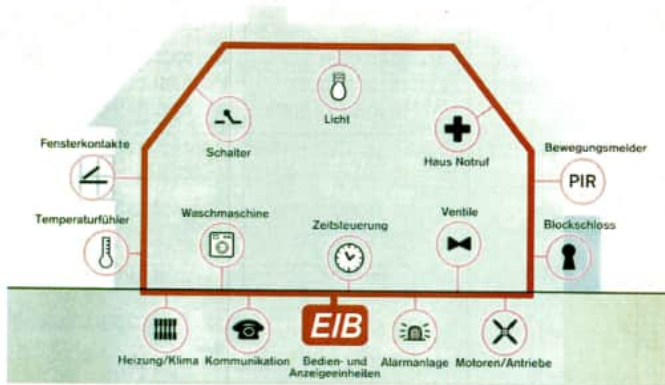 Licht
Schalter
Haus Notruf
Fensterkontakte
Bewegungsmelder
PIR
Temperaturfühler
Waschmaschine
Zeitsteuerung
Ventile
Blockschloss
EIB
Heizung/Klima
Kommunikation
Bedien- und
Anzeigeeinheiten
Alarmanlage
Motoren/Antriebe